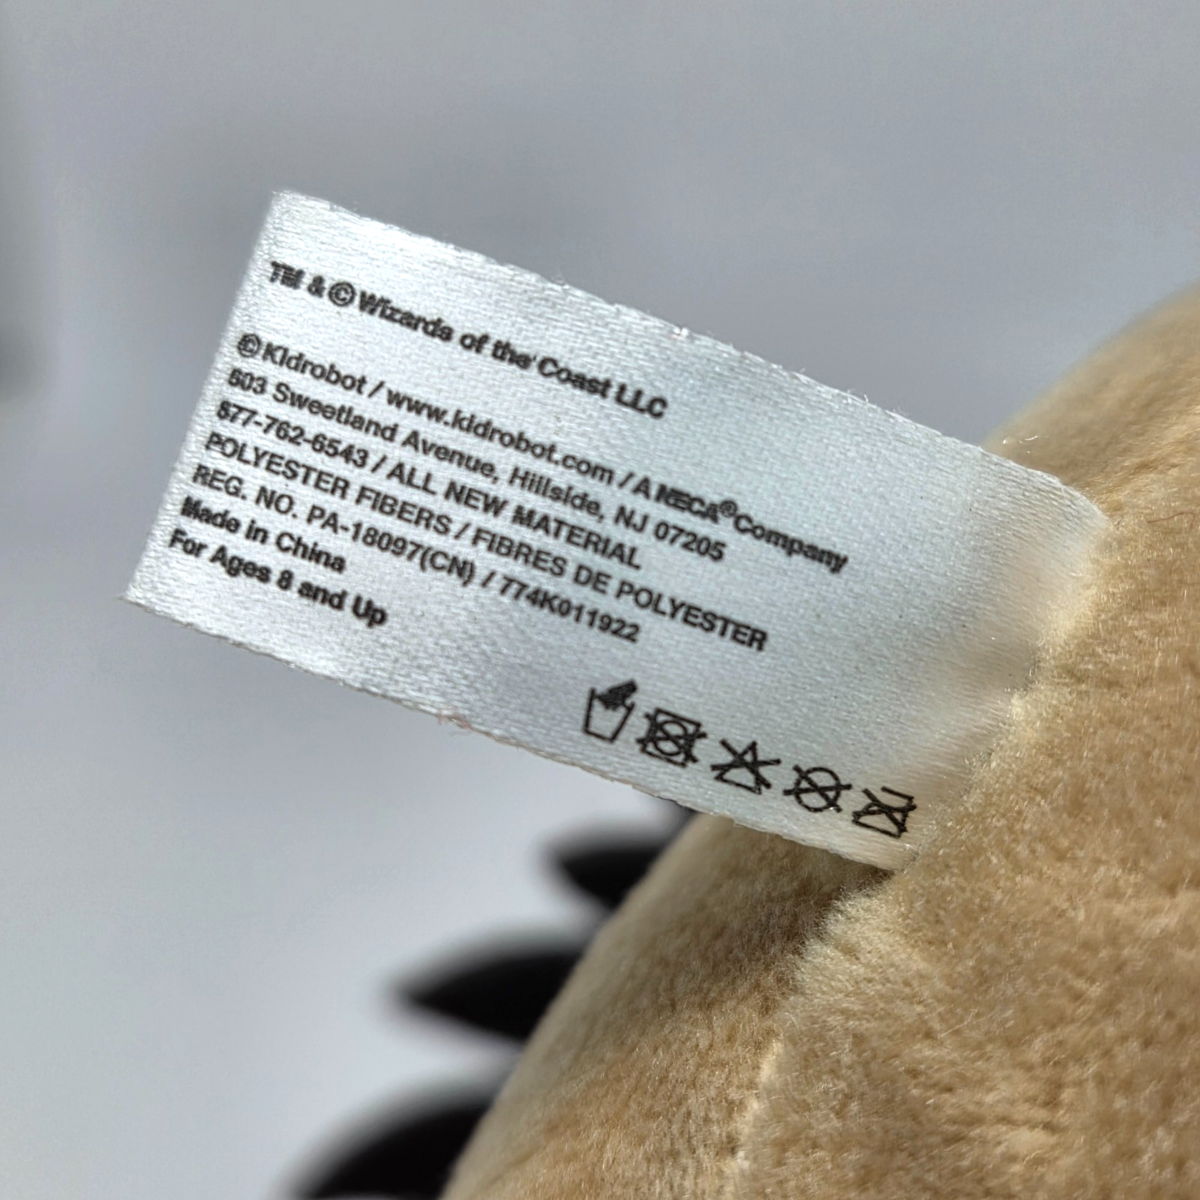 TM & © Wizards of the Coast LLC
© Kidrobot / www.kidrobot.com / A NECA® Company
603 Sweetland Avenue, Hillside, NJ 07205
877-762-6543 / ALL NEW MATERIAL
POLYESTER FIBERS / FIBRES DE POLYESTER
REG. NO. PA-18097(CN) / 774K011922
Made in China
For Ages 8 and Up